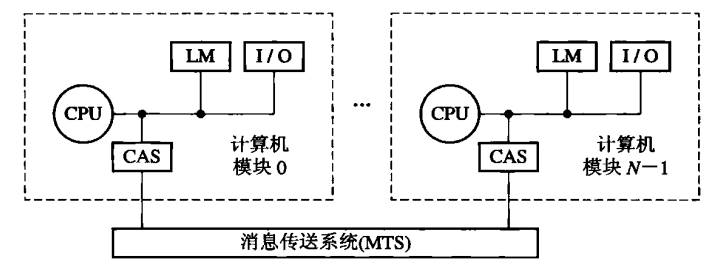 LM I/O LM I/O
CPU ... CPU
CAS 计算机 CAS 计算机
模块 0 模块 N-1
消息传送系统(MTS)